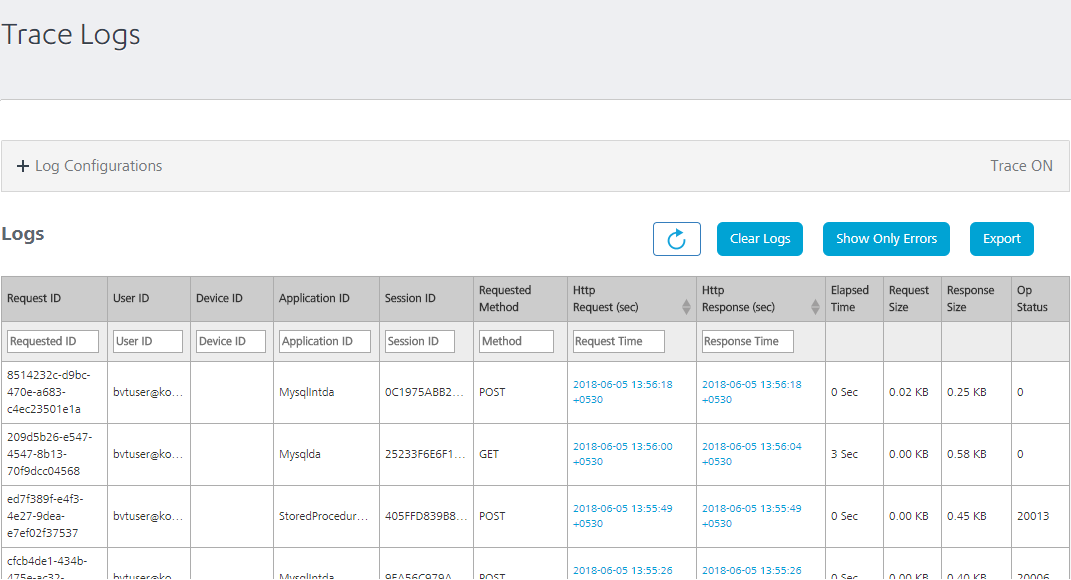 Trace Logs
+ Log Configurations Trace ON
Logs
Clear Logs Show Only Errors Export
Request ID User ID Device ID Application ID Session ID Requested Method Http Request (sec) Http Response (sec) Elapsed Time Request Size Response Size Op Status
Requested ID User ID Device ID Application ID Session ID Method Request Time Response Time
8514232c-d9bc-
470e-a683-
c4ec23501e1a
bvtuser@ko... MysqlIntda 0C1975ABB2... POST 2018-06-05 13:56:18 +0530 2018-06-05 13:56:18 +0530 0 Sec 0.02 KB 0.25 KB 0
209d5b26-e547-
4547-8b13-
70f9dcc04568
bvtuser@ko... Mysqlda 25233F6E6F1... GET 2018-06-05 13:56:00 +0530 2018-06-05 13:56:04 +0530 3 Sec 0.00 KB 0.58 KB 0
ed7f389f-e4f3-
4e27-9dea-
e7ef02f37537
bvtuser@ko... StoredProcedur... 405FFD839B8... POST 2018-06-05 13:55:49 +0530 2018-06-05 13:55:49 +0530 0 Sec 0.00 KB 0.45 KB 20013
cfcb4de1-434b-
475e-ac32-
bvtuser@ko... MysqlIntda 9EA56C979A... POST 2018-06-05 13:55:26 2018-06-05 13:55:26 0 Sec 0.00 KB 0.40 KB 20006